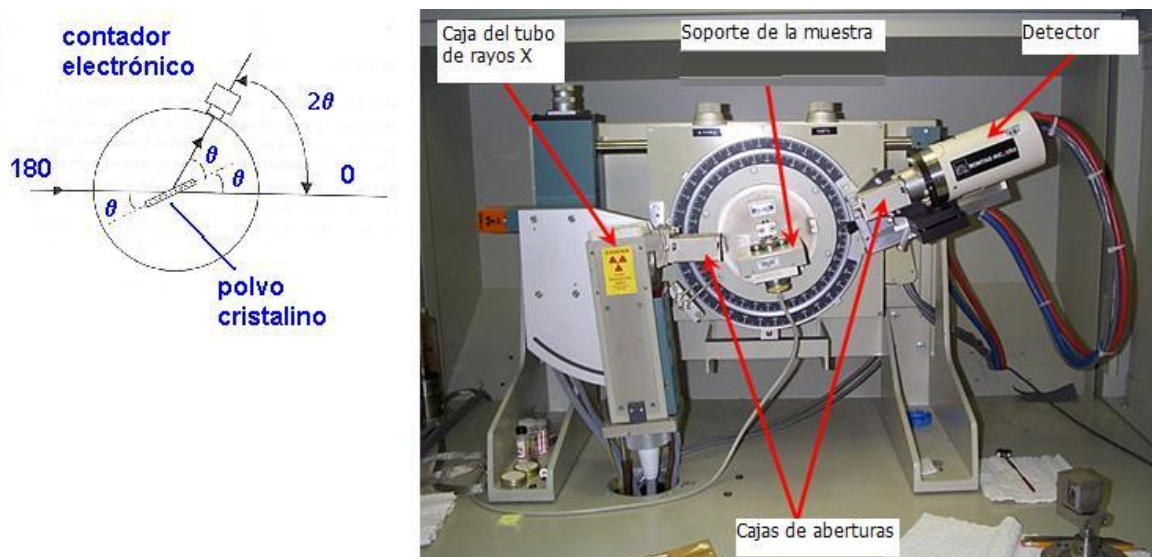 contador
electrónico
2θ
θ
θ
180
0
θ
polvo
cristalino
Caja del tubo
de rayos X
Soporte de la muestra
Detector
Cajas de aberturas